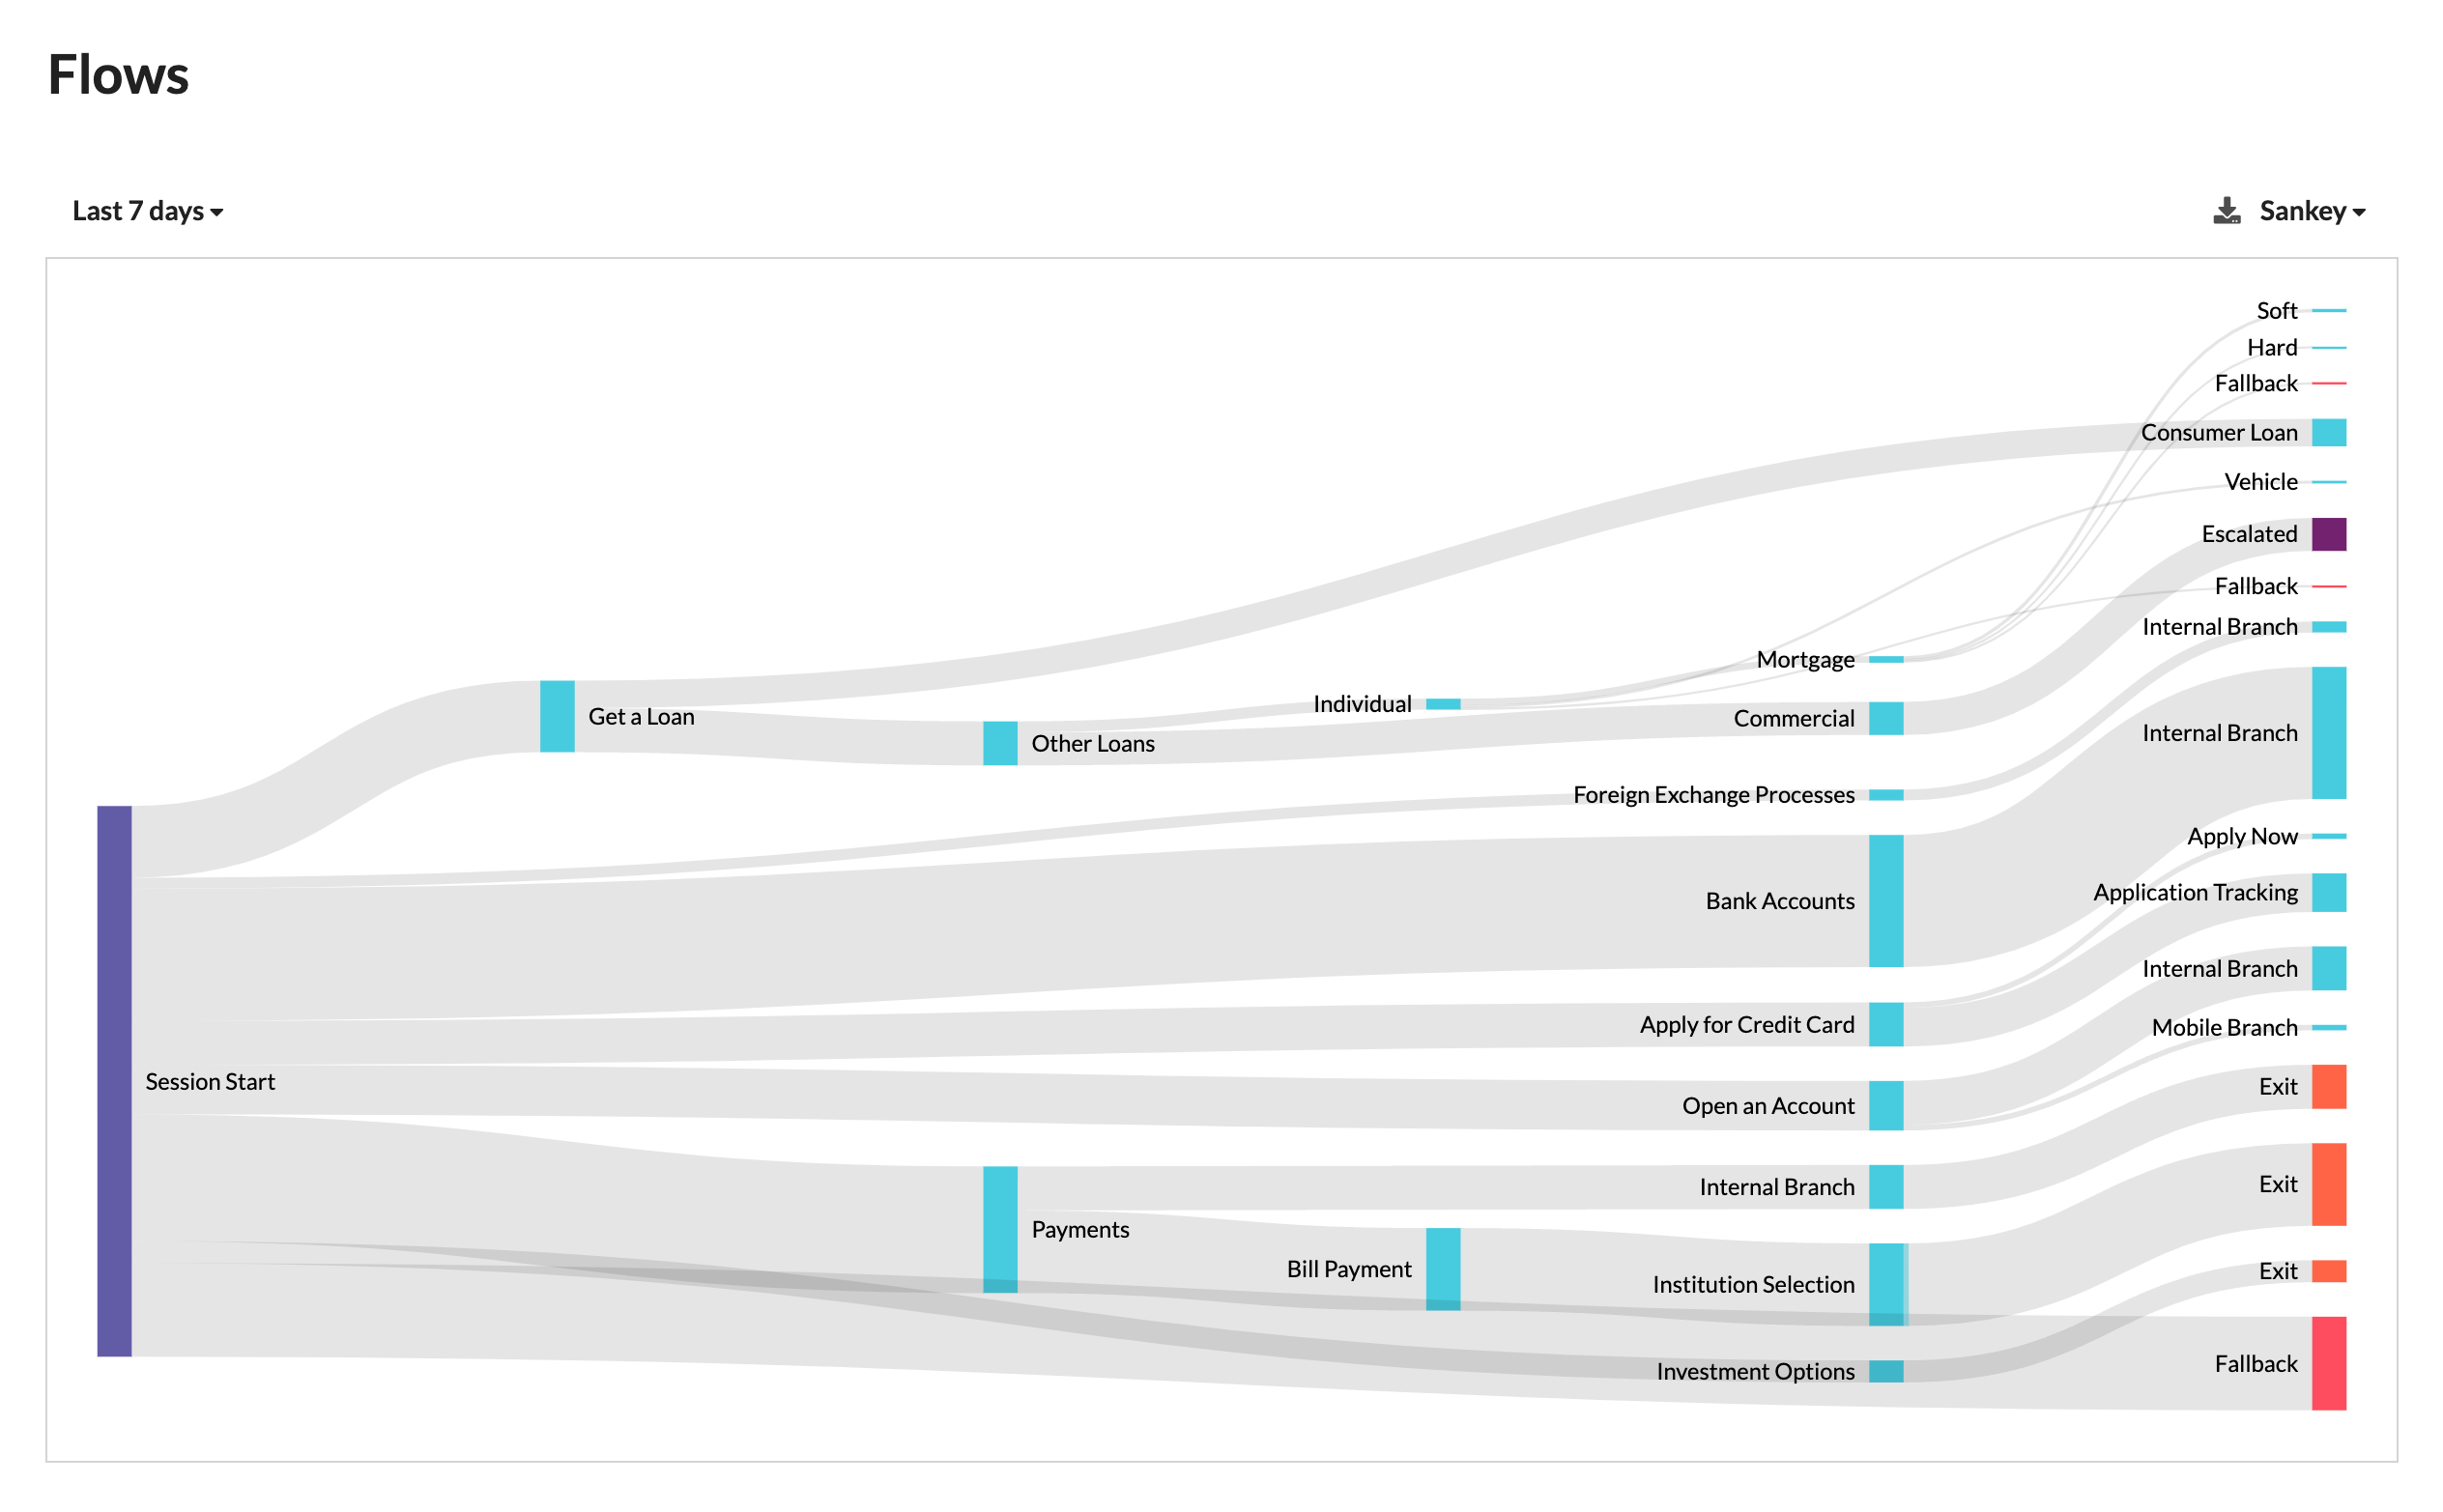 Flows
Last 7 days
Sankey
Soft
Hard
Fallback
Consumer Loan
Vehicle
Escalated
Fallback
Internal Branch
Mortgage
Individual
Get a Loan
Commercial
Internal Branch
Other Loans
Foreign Exchange Processes
Apply Now
Application Tracking
Bank Accounts
Internal Branch
Apply for Credit Card
Mobile Branch
Session Start
Exit
Open an Account
Exit
Internal Branch
Payments
Bill Payment
Exit
Institution Selection
Fallback
Investment Options